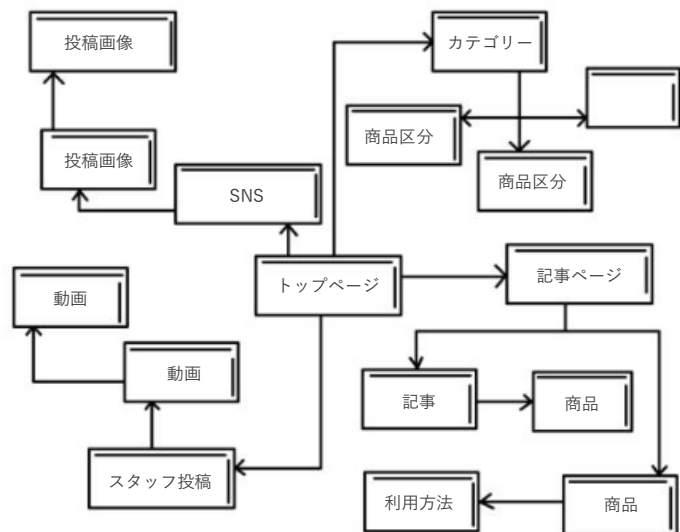 投稿画像
カテゴリー
投稿画像
商品区分
商品区分
SNS
トップページ
記事ページ
動画
動画
記事
商品
スタッフ投稿
利用方法
商品